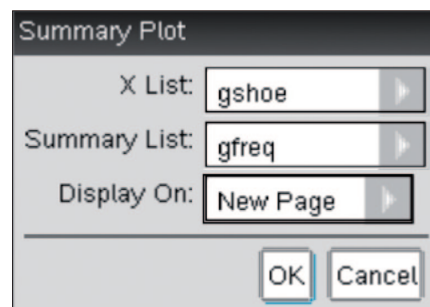 Summary Plot
X List: gshoe
Summary List: gfreq
Display On: New Page
OK Cancel